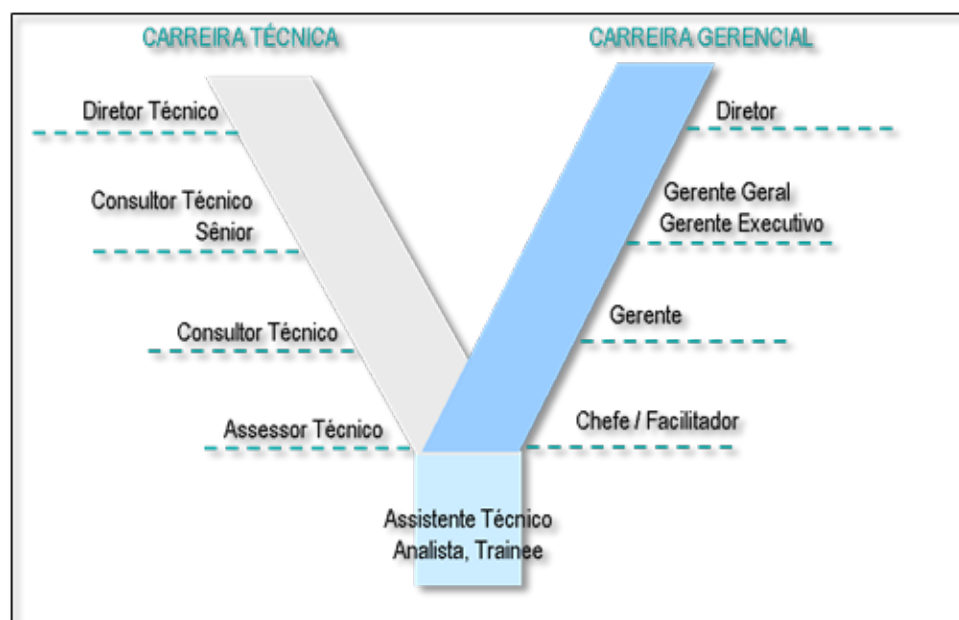 CARREIRA TÉCNICA
CARREIRA GERENCIAL
Diretor Técnico
Diretor
Consultor Técnico
Sênior
Gerente Geral
Gerente Executivo
Consultor Técnico
Gerente
Assessor Técnico
Chefe / Facilitador
Assistente Técnico
Analista, Trainee